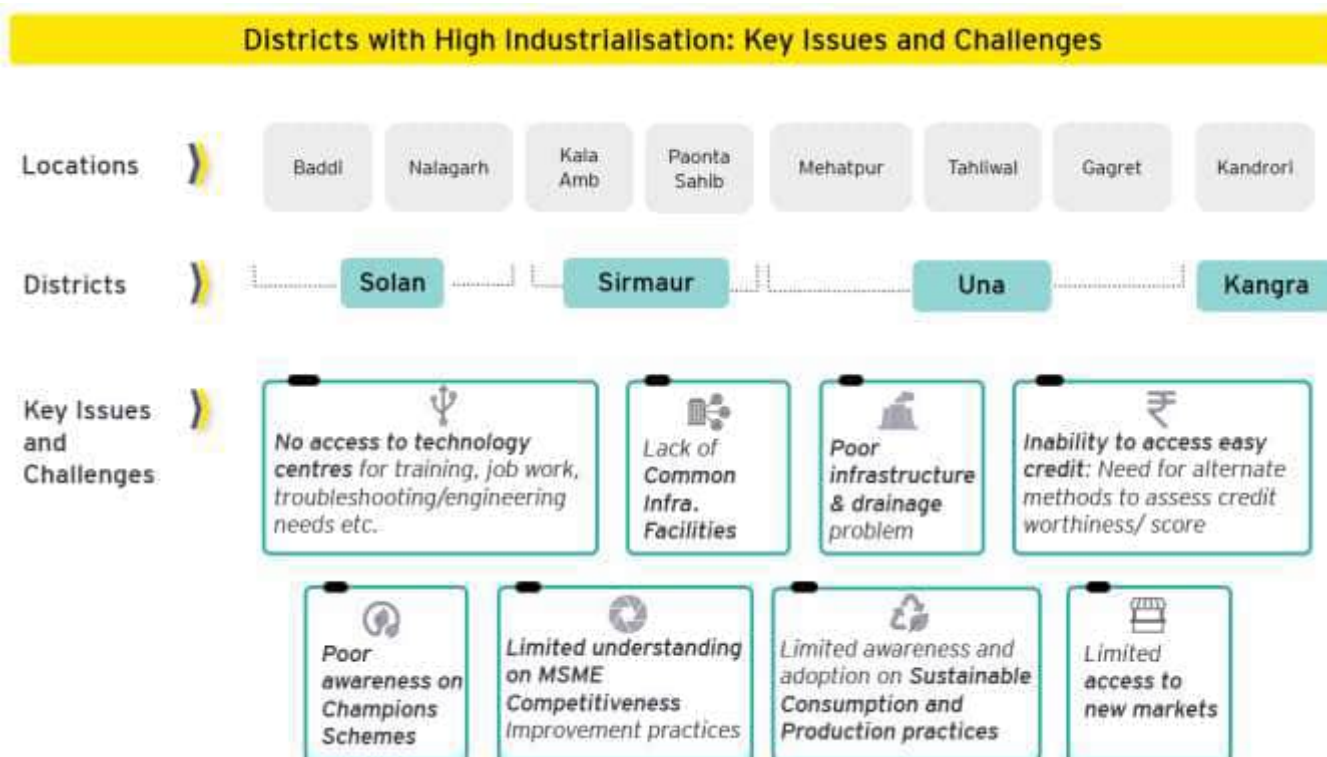 Districts with High Industrialisation: Key Issues and Challenges
Locations
Baddi
Nalagarh
Kala
Amb
Paonta
Sahib
Mehatpur
Tahliwal
Gagret
Kandrori
Districts
Solan
Sirmaur
Una
Kangra
Key Issues
and
Challenges
No access to technology
centres for training, job work,
troubleshooting/engineering
needs etc.
Lack of
Common
Infra.
Facilities
Poor
infrastructure
& drainage
problem
₹
Inability to access easy
credit: Need for alternate
methods to assess credit
worthiness/ score
Poor
awareness on
Champions
Schemes
Limited understanding
on MSME
Competitiveness
Improvement practices
Limited awareness and
adoption on Sustainable
Consumption and
Production practices
Limited
access to
new markets